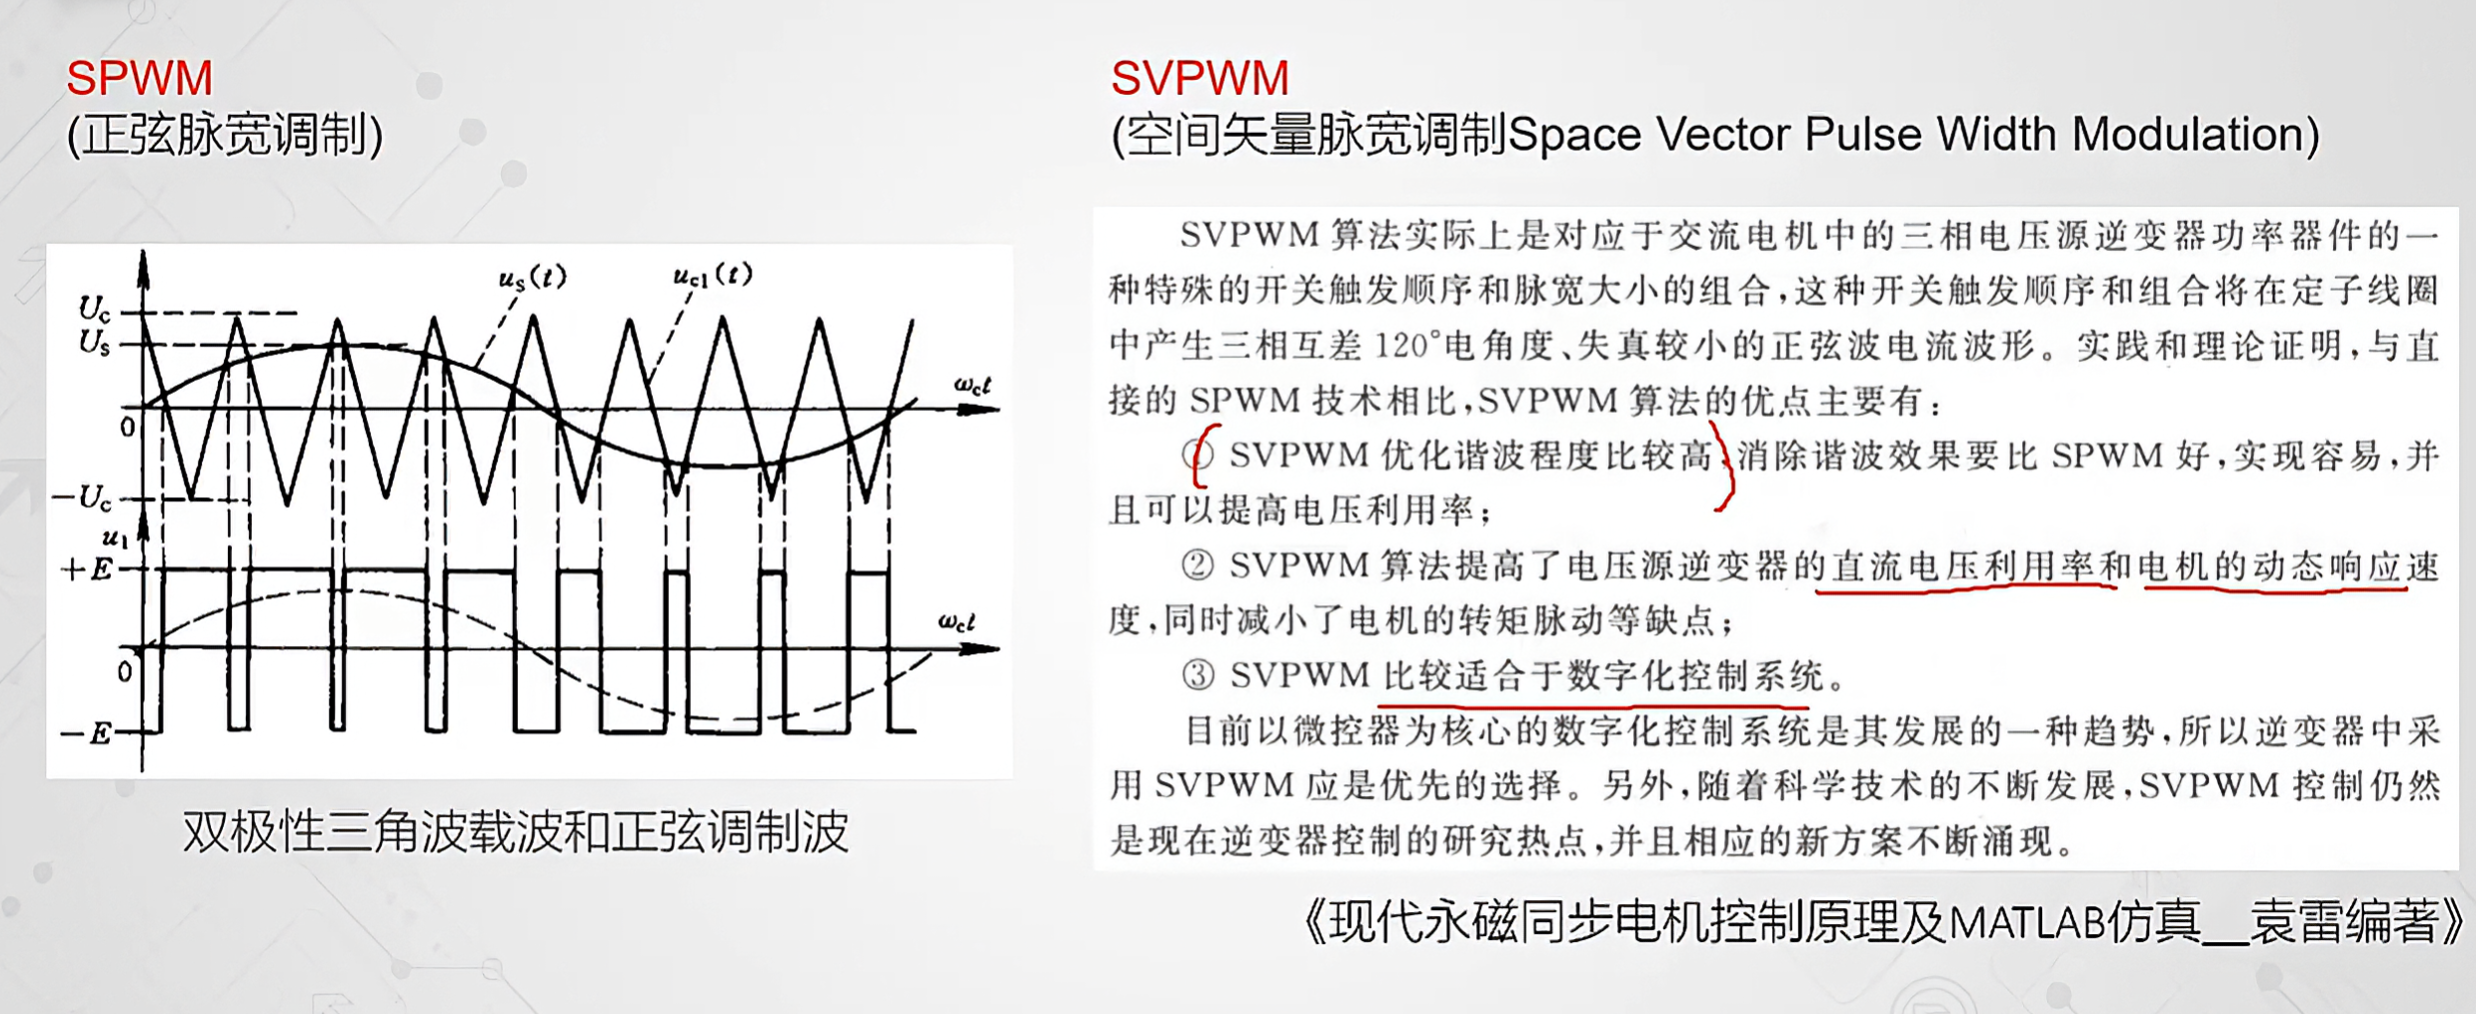 SPWM
(正弦脉宽调制)
U_c
U_s
u_s(t)
u_c1(t)
ω_ct
0
-U_c
u_1
+E
ω_ct
0
-E
双极性三角波载波和正弦调制波
SVPWM
(空间矢量脉宽调制Space Vector Pulse Width Modulation)
SVPWM 算法实际上是对应于交流电机中的三相电压源逆变器功率器件的一
种特殊的开关触发顺序和脉宽大小的组合,这种开关触发顺序和组合将在定子线圈
中产生三相互差 120°电角度、失真较小的正弦波电流波形。实践和理论证明,与直
接的 SPWM 技术相比,SVPWM 算法的优点主要有:
① SVPWM 优化谐波程度比较高,消除谐波效果要比 SPWM 好,实现容易,并
且可以提高电压利用率;
② SVPWM 算法提高了电压源逆变器的直流电压利用率和电机的动态响应速
度,同时减小了电机的转矩脉动等缺点;
③ SVPWM 比较适合于数字化控制系统。
目前以微控器为核心的数字化控制系统是其发展的一种趋势,所以逆变器中采
用 SVPWM 应是优先的选择。另外,随着科学技术的不断发展,SVPWM 控制仍然
是现在逆变器控制的研究热点,并且相应的新方案不断涌现。
《现代永磁同步电机控制原理及MATLAB仿真__袁雷编著》